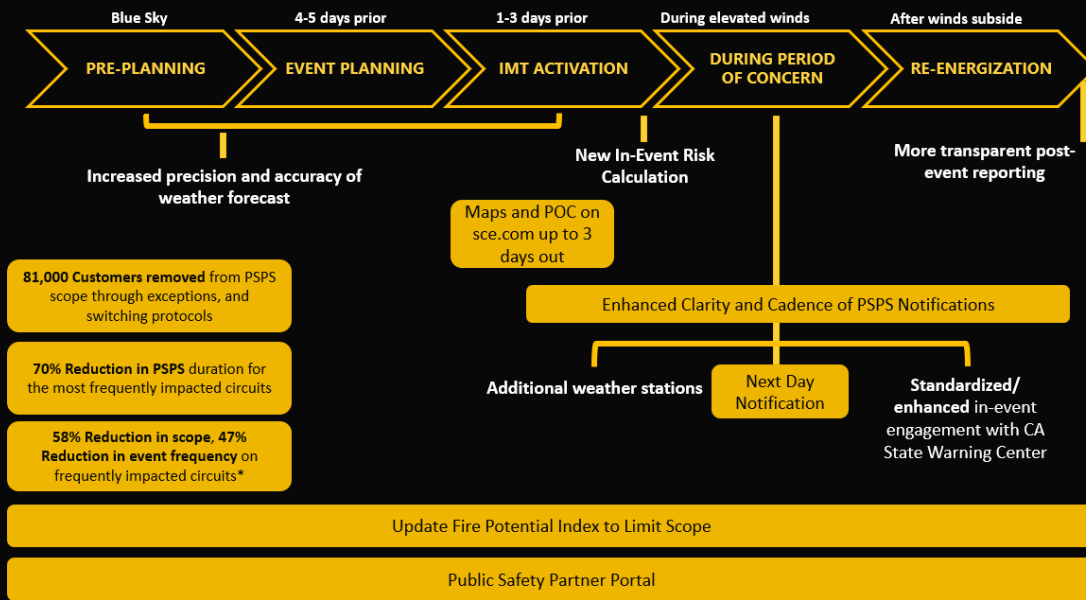 Blue Sky
4-5 days prior
1-3 days prior
During elevated winds
After winds subside
PRE-PLANNING
EVENT PLANNING
IMT ACTIVATION
DURING PERIOD
OF CONCERN
RE-ENERGIZATION
Increased precision and accuracy of
weather forecast
New In-Event Risk
Calculation
More transparent post-
event reporting
Maps and POC on
sce.com up to 3
days out
81,000 Customers removed from PSPS
scope through exceptions, and
switching protocols
Enhanced Clarity and Cadence of PSPS Notifications
70% Reduction in PSPS duration for
the most frequently impacted circuits
Additional weather stations
Next Day
Notification
Standardized/
enhanced in-event
engagement with CA
State Warning Center
58% Reduction in scope, 47%
Reduction in event frequency on
frequently impacted circuits*
Update Fire Potential Index to Limit Scope
Public Safety Partner Portal